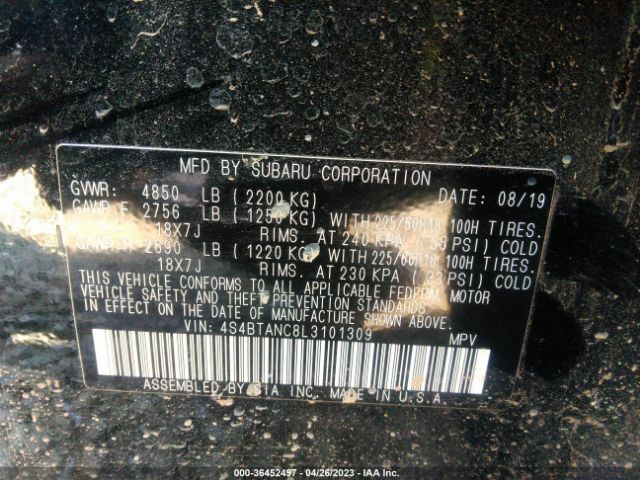 MFD BY SUBARU CORPORATION
GVWR: 4850 LB (2200 KG) DATE: 08/19
GAWR:F 2756 LB (1250 KG) WITH 225/60R18 100H TIRES.
18X7J RIMS. AT 240 KPA (35 PSI) COLD
GAWR:R 2690 LB (1220 KG) WITH 225/60R18 100H TIRES.
18X7J RIMS. AT 230 KPA (33 PSI) COLD
THIS VEHICLE CONFORMS TO ALL APPLICABLE FEDERAL MOTOR
VEHICLE SAFETY AND THEFT PREVENTION STANDARDS
IN EFFECT ON THE DATE OF MANUFACTURE SHOWN ABOVE.
VIN: 4S4BTANC8L3101309 MPV
ASSEMBLED BY SIA INC. MADE IN U.S.A.
000-36452497 - 04/26/2023 - IAA Inc.